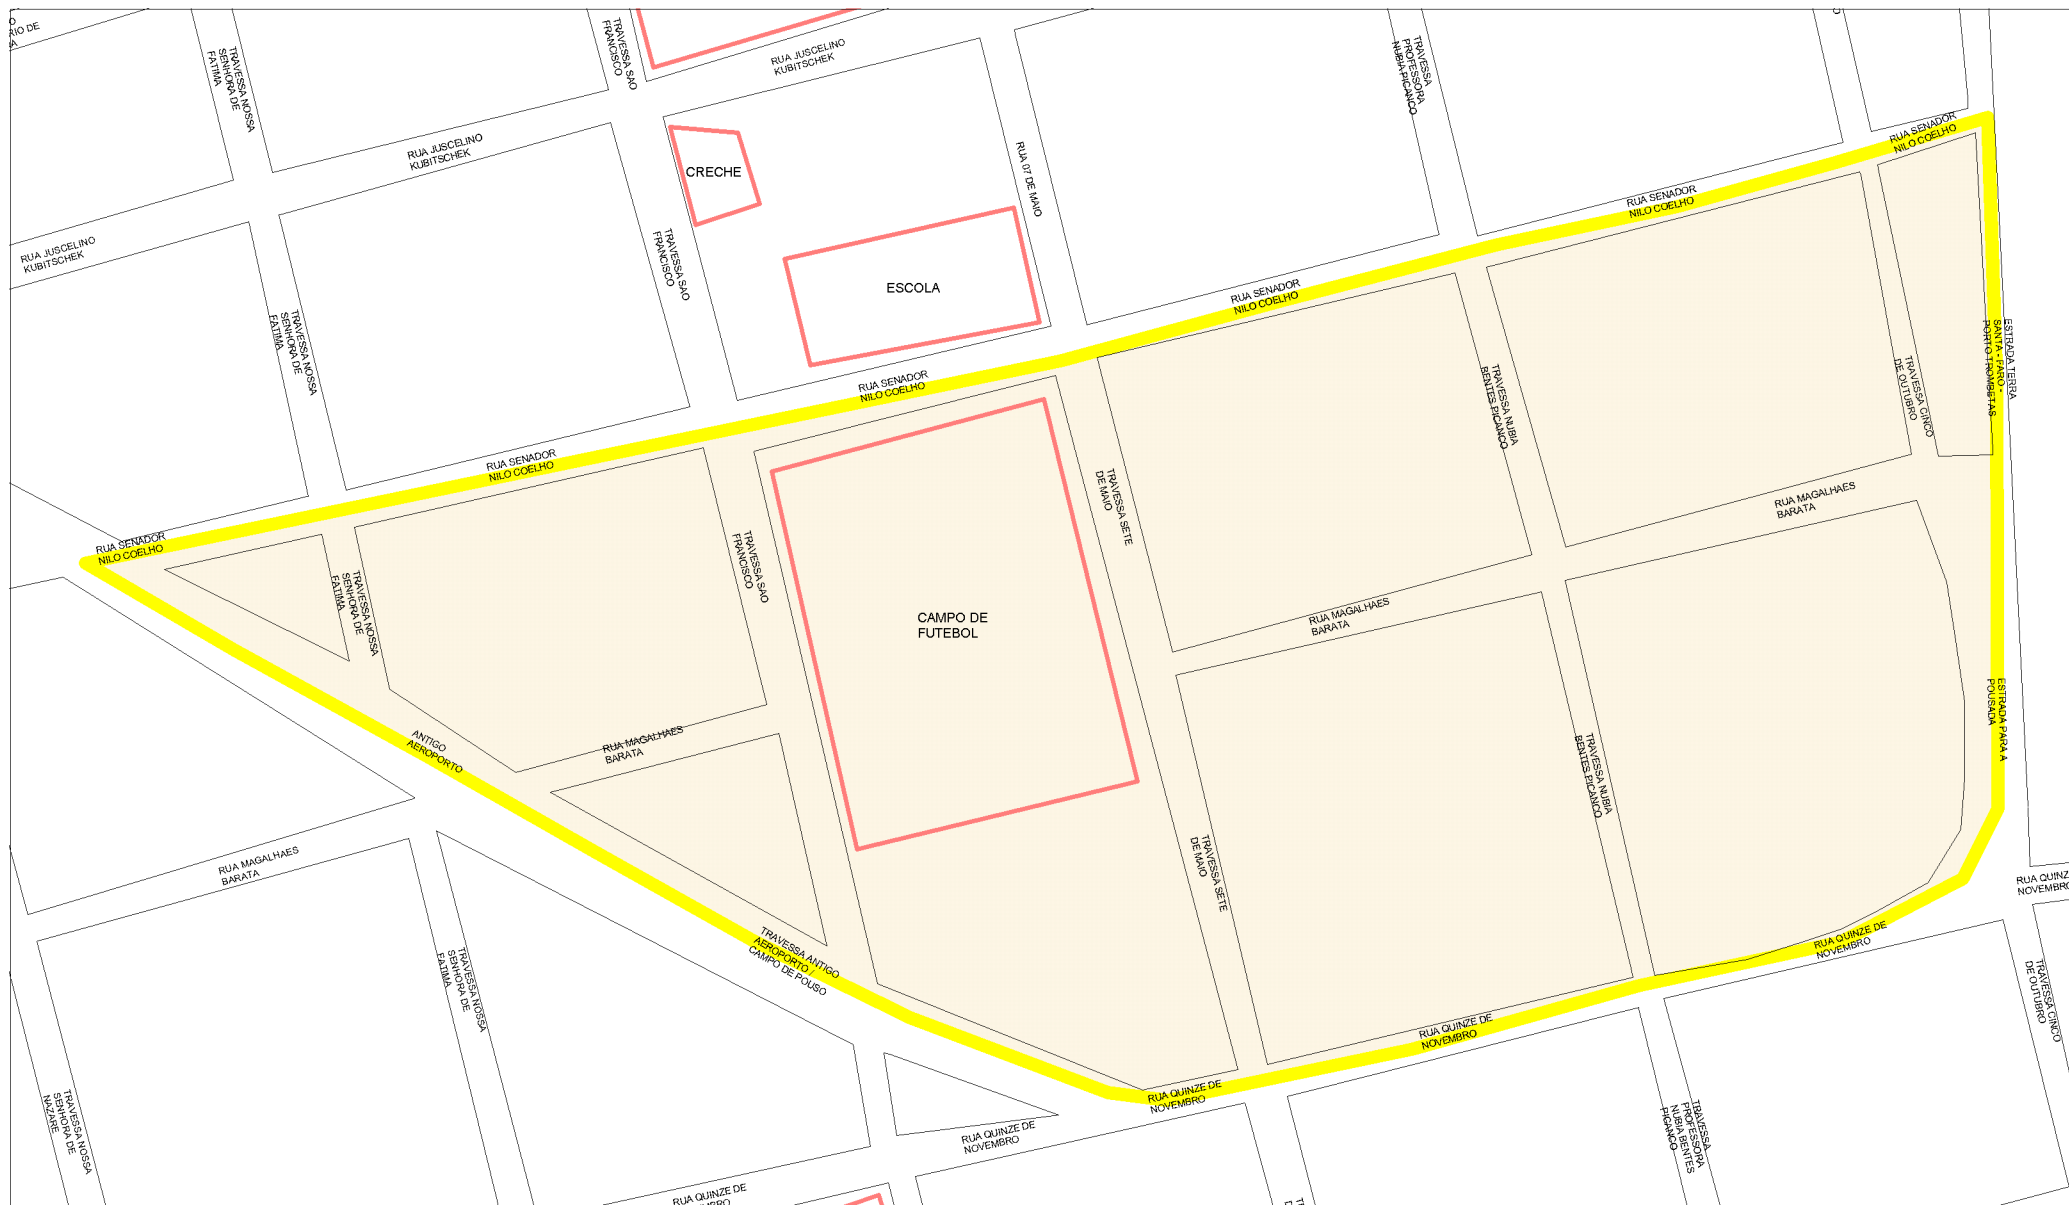 RIO DE
TRAVESSA NOSSA
SENHORA DE
FATIMA
TRAVESSA SAO
FRANCISCO
RUA JUSCELINO
KUBITSCHEK
TRAVESSA
PROFESSORA
NUBIA PICANCO
RUA SENADOR
NILO COELHO
RUA JUSCELINO
KUBITSCHEK
CRECHE
RUA 07 DE MAIO
RUA SENADOR
NILO COELHO
RUA JUSCELINO
KUBITSCHEK
TRAVESSA SAO
FRANCISCO
ESCOLA
RUA SENADOR
NILO COELHO
TRAVESSA NOSSA
SENHORA DE
FATIMA
ESTRADA TERRA
SANTA - FARO -
PORTO TROMBETAS
RUA SENADOR
NILO COELHO
TRAVESSA NUBIA
BENTES PICANCO
TRAVESSA CINCO
DE OUTUBRO
RUA SENADOR
NILO COELHO
TRAVESSA SETE
DE MAIO
RUA MAGALHAES
BARATA
RUA SENADOR
NILO COELHO
TRAVESSA SAO
FRANCISCO
TRAVESSA NOSSA
SENHORA DE
FATIMA
CAMPO DE
FUTEBOL
RUA MAGALHAES
BARATA
ESTRADA PARA A
POUSADA
ANTIGO
AEROPORTO
RUA MAGALHAES
BARATA
TRAVESSA NUBIA
BENTES PICANCO
RUA MAGALHAES
BARATA
TRAVESSA SETE
DE MAIO
RUA QUINZ
NOVEMBR
TRAVESSA ANTIGO
AEROPORTO /
CAMPO DE POUSO
RUA QUINZE DE
NOVEMBRO
TRAVESSA NOSSA
SENHORA DE
FATIMA
TRAVESSA CINCO
DE OUTUBRO
RUA QUINZE DE
NOVEMBRO
RUA QUINZE DE
NOVEMBRO
TRAVESSA NOSSA
SENHORA DE
NAZARE
RUA QUINZE DE
NOVEMBRO
TRAVESSA
PROFESSORA
NUBIA BENTES
PICANCO
RUA QUINZE DE